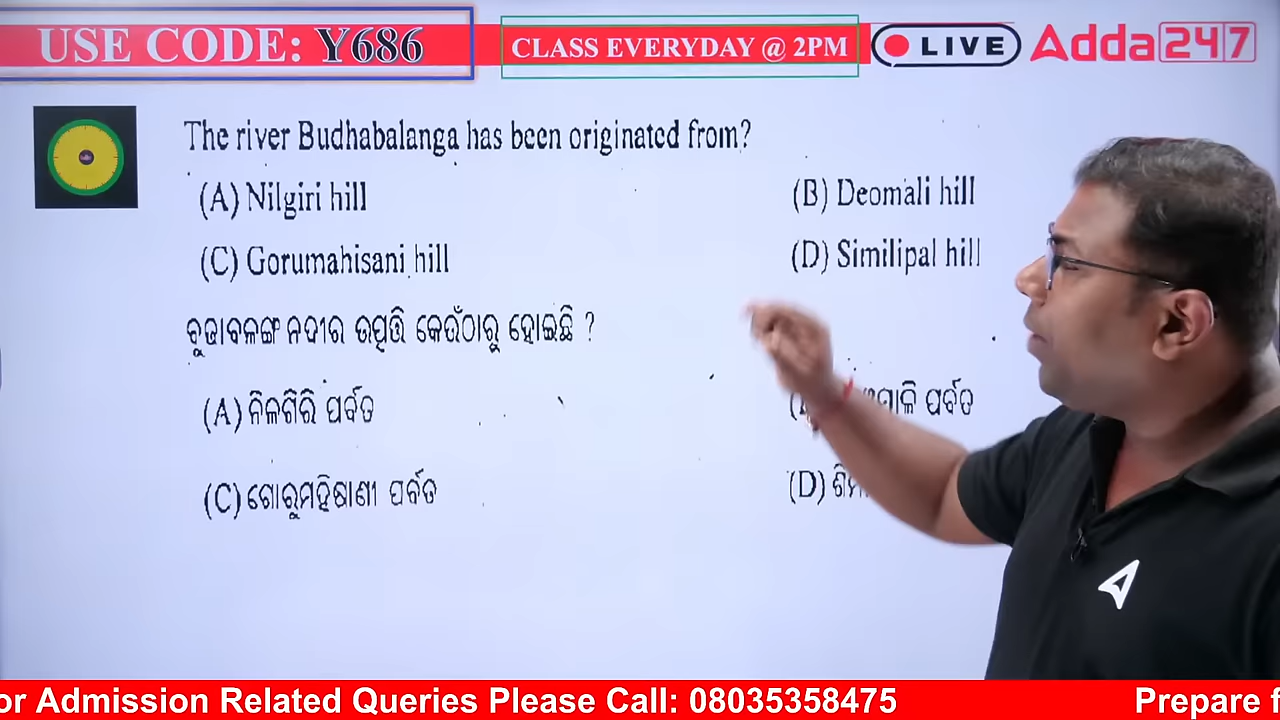 USE CODE: Y686
CLASS EVERYDAY @ 2PM
LIVE
Adda247
The river Budhabalanga has been originated from?
(A) Nilgiri hill
(B) Deomali hill
(C) Gorumahisani hill
(D) Similipal hill
ବୁଢାବଳଙ୍ଗ ନଦୀର ଉତ୍ପତ୍ତି କେଉଁଠାରୁ ହୋଇଛି ?
(A) ନିଳଗିରି ପର୍ବତ
ପର୍ବତ
(C) ଗୋରୁମହିଷାଣୀ ପର୍ବତ
(D)
or Admission Related Queries Please Call: 08035358475
Prepare f